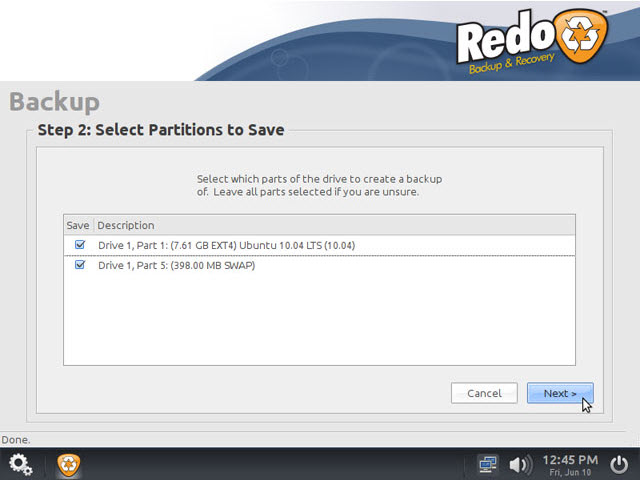 Redo
Backup & Recovery
Backup
Step 2: Select Partitions to Save
Select which parts of the drive to create a backup
of. Leave all parts selected if you are unsure.
Save Description
Drive 1, Part 1: (7.61 GB EXT4) Ubuntu 10.04 LTS (10.04)
Drive 1, Part 5: (398.00 MB SWAP)
Cancel Next >
Done.
12:45 PM
Fri, Jun 10